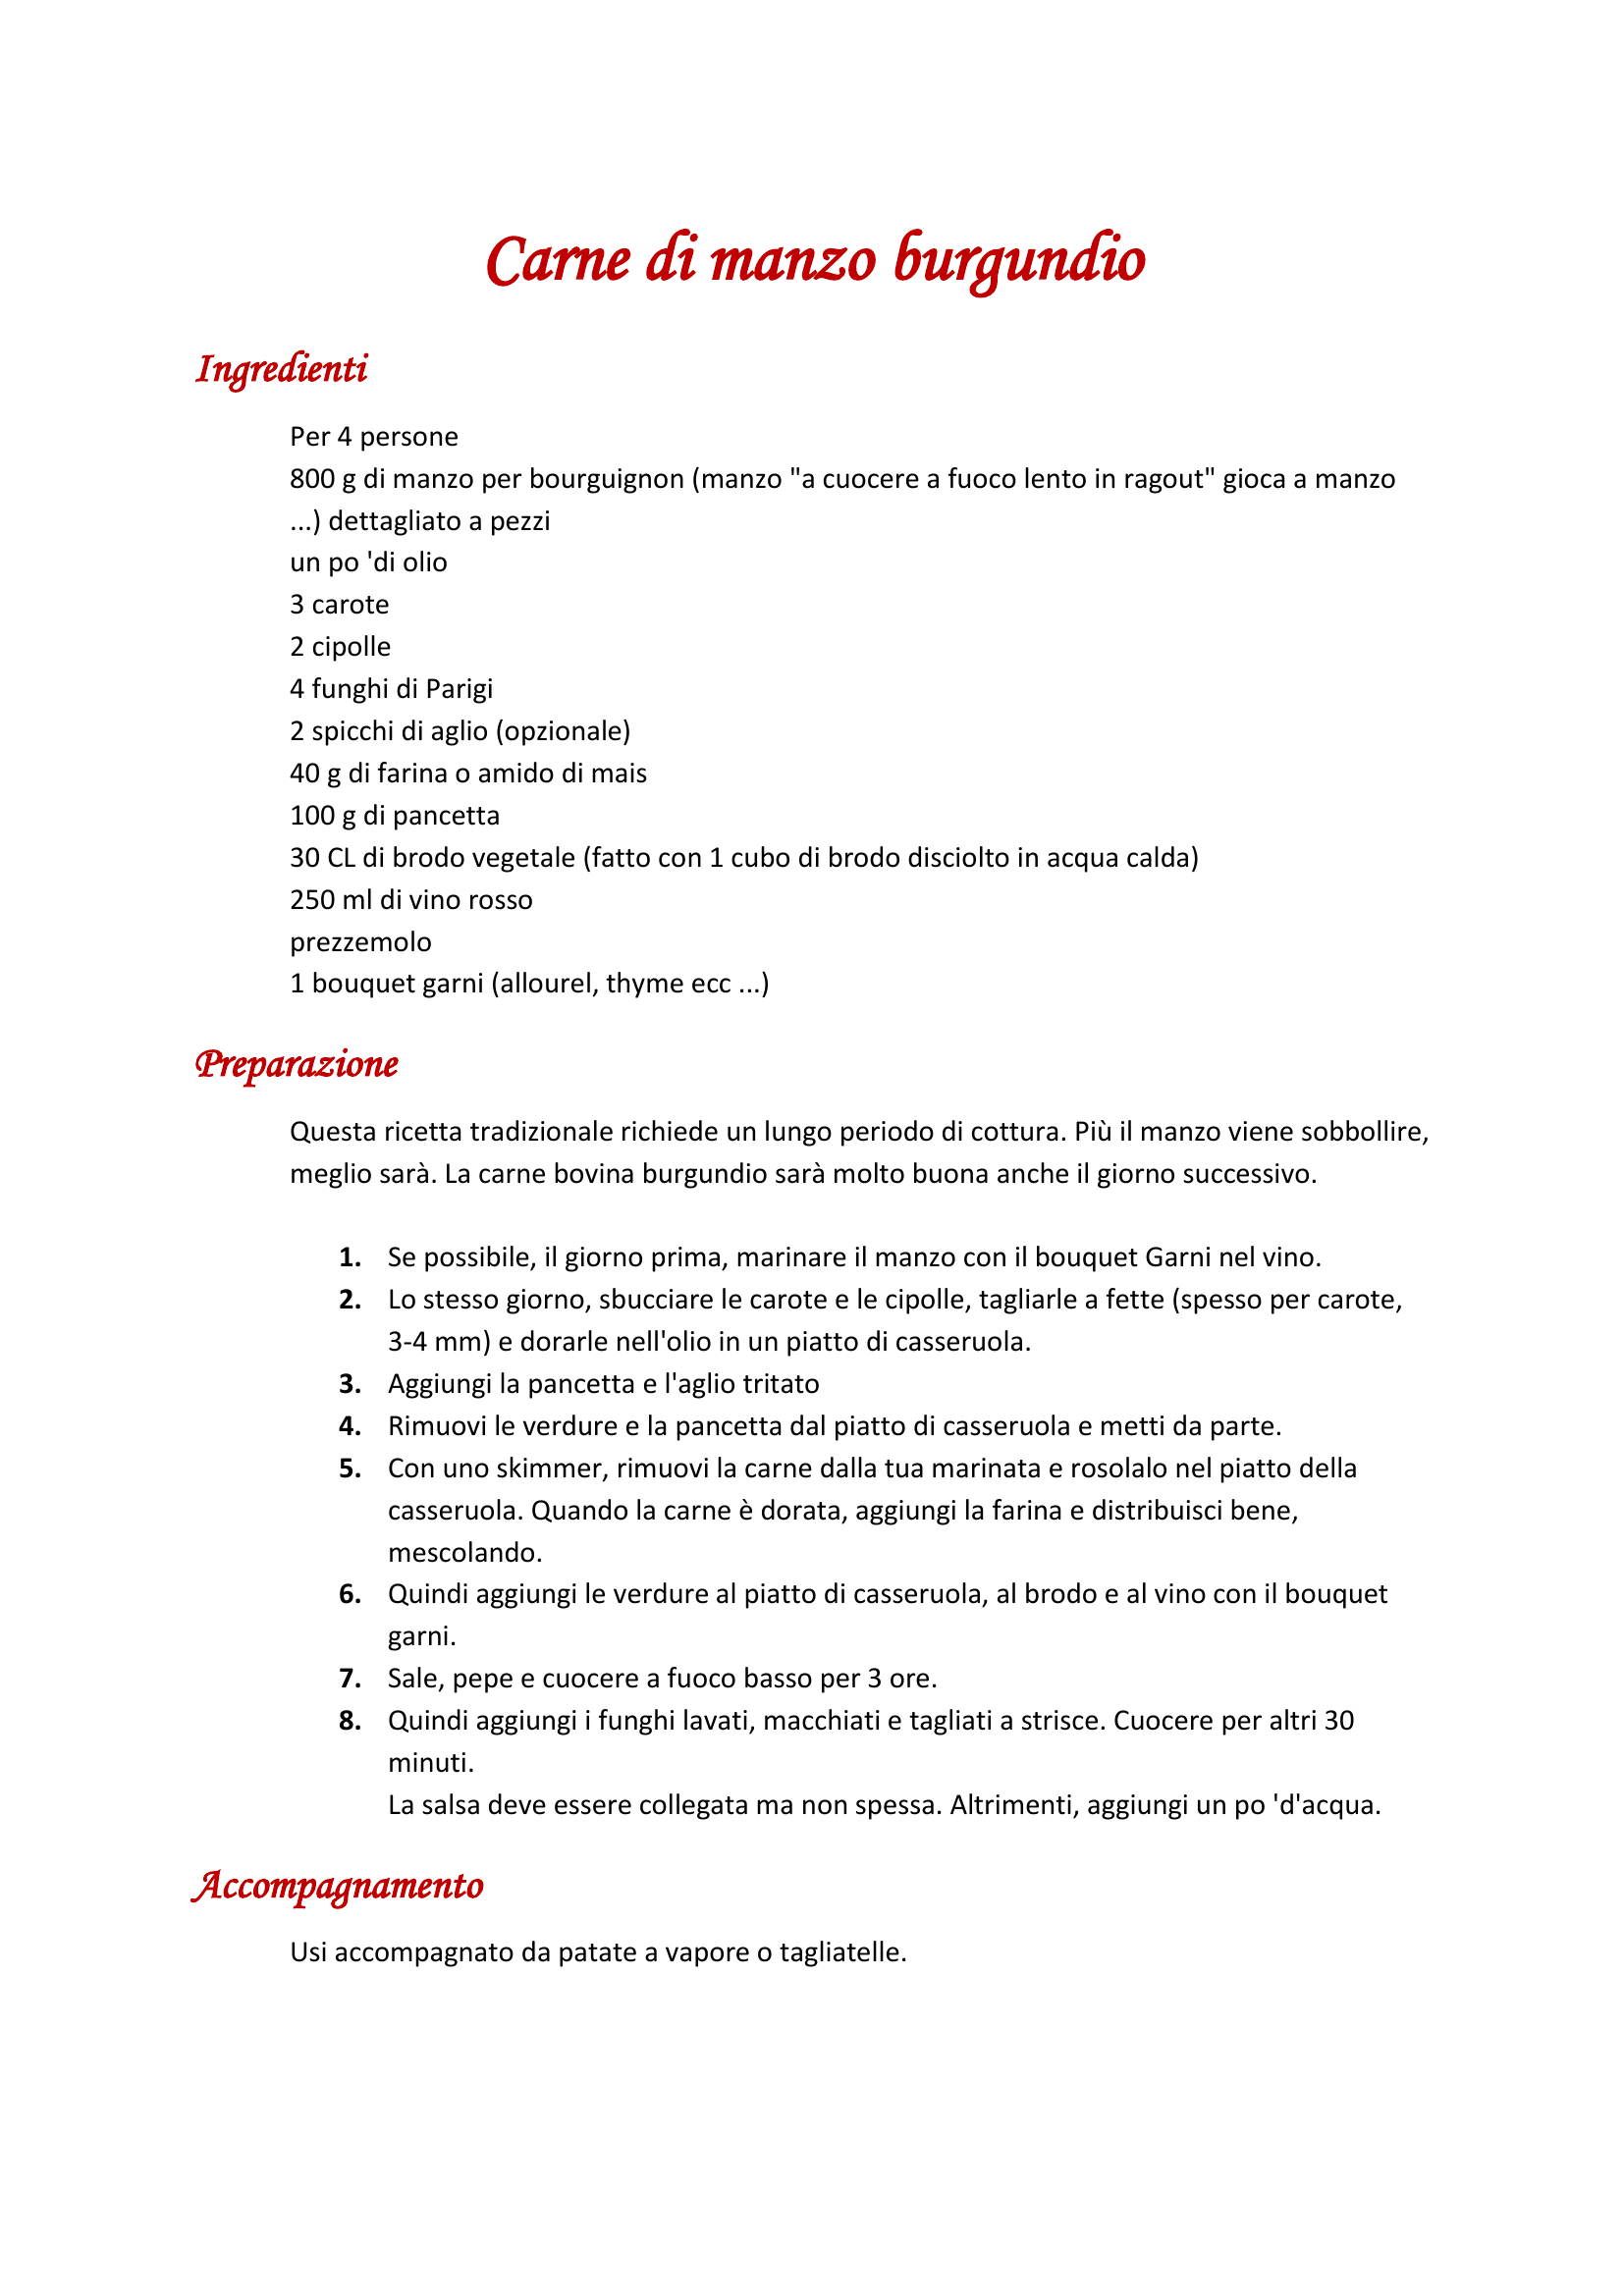 Carne di manzo burgundio
Ingredienti
Per 4 persone
800 g di manzo per bourguignon (manzo "a cuocere a fuoco lento in ragout" gioca a manzo
...) dettagliato a pezzi
un po 'di olio
3 carote
2 cipolle
4 funghi di Parigi
2 spicchi di aglio (opzionale)
40 g di farina o amido di mais
100 g di pancetta
30 CL di brodo vegetale (fatto con 1 cubo di brodo disciolto in acqua calda)
250 ml di vino rosso
prezzemolo
1 bouquet garni (allourel, thyme ecc ...)
Preparazione
Questa ricetta tradizionale richiede un lungo periodo di cottura. Più il manzo viene sobbollire,
meglio sarà. La carne bovina burgundio sarà molto buona anche il giorno successivo.
1. Se possibile, il giorno prima, marinare il manzo con il bouquet Garni nel vino.
2. Lo stesso giorno, sbucciare le carote e le cipolle, tagliarle a fette (spesso per carote,
3-4 mm) e dorarle nell'olio in un piatto di casseruola.
3. Aggiungi la pancetta e l'aglio tritato
4. Rimuovi le verdure e la pancetta dal piatto di casseruola e metti da parte.
5. Con uno skimmer, rimuovi la carne dalla tua marinata e rosolalo nel piatto della
casseruola. Quando la carne è dorata, aggiungi la farina e distribuisci bene,
mescolando.
6. Quindi aggiungi le verdure al piatto di casseruola, al brodo e al vino con il bouquet
garni.
7. Sale, pepe e cuocere a fuoco basso per 3 ore.
8. Quindi aggiungi i funghi lavati, macchiati e tagliati a strisce. Cuocere per altri 30
minuti.
La salsa deve essere collegata ma non spessa. Altrimenti, aggiungi un po 'd'acqua.
Accompagnamento
Usi accompagnato da patate a vapore o tagliatelle.